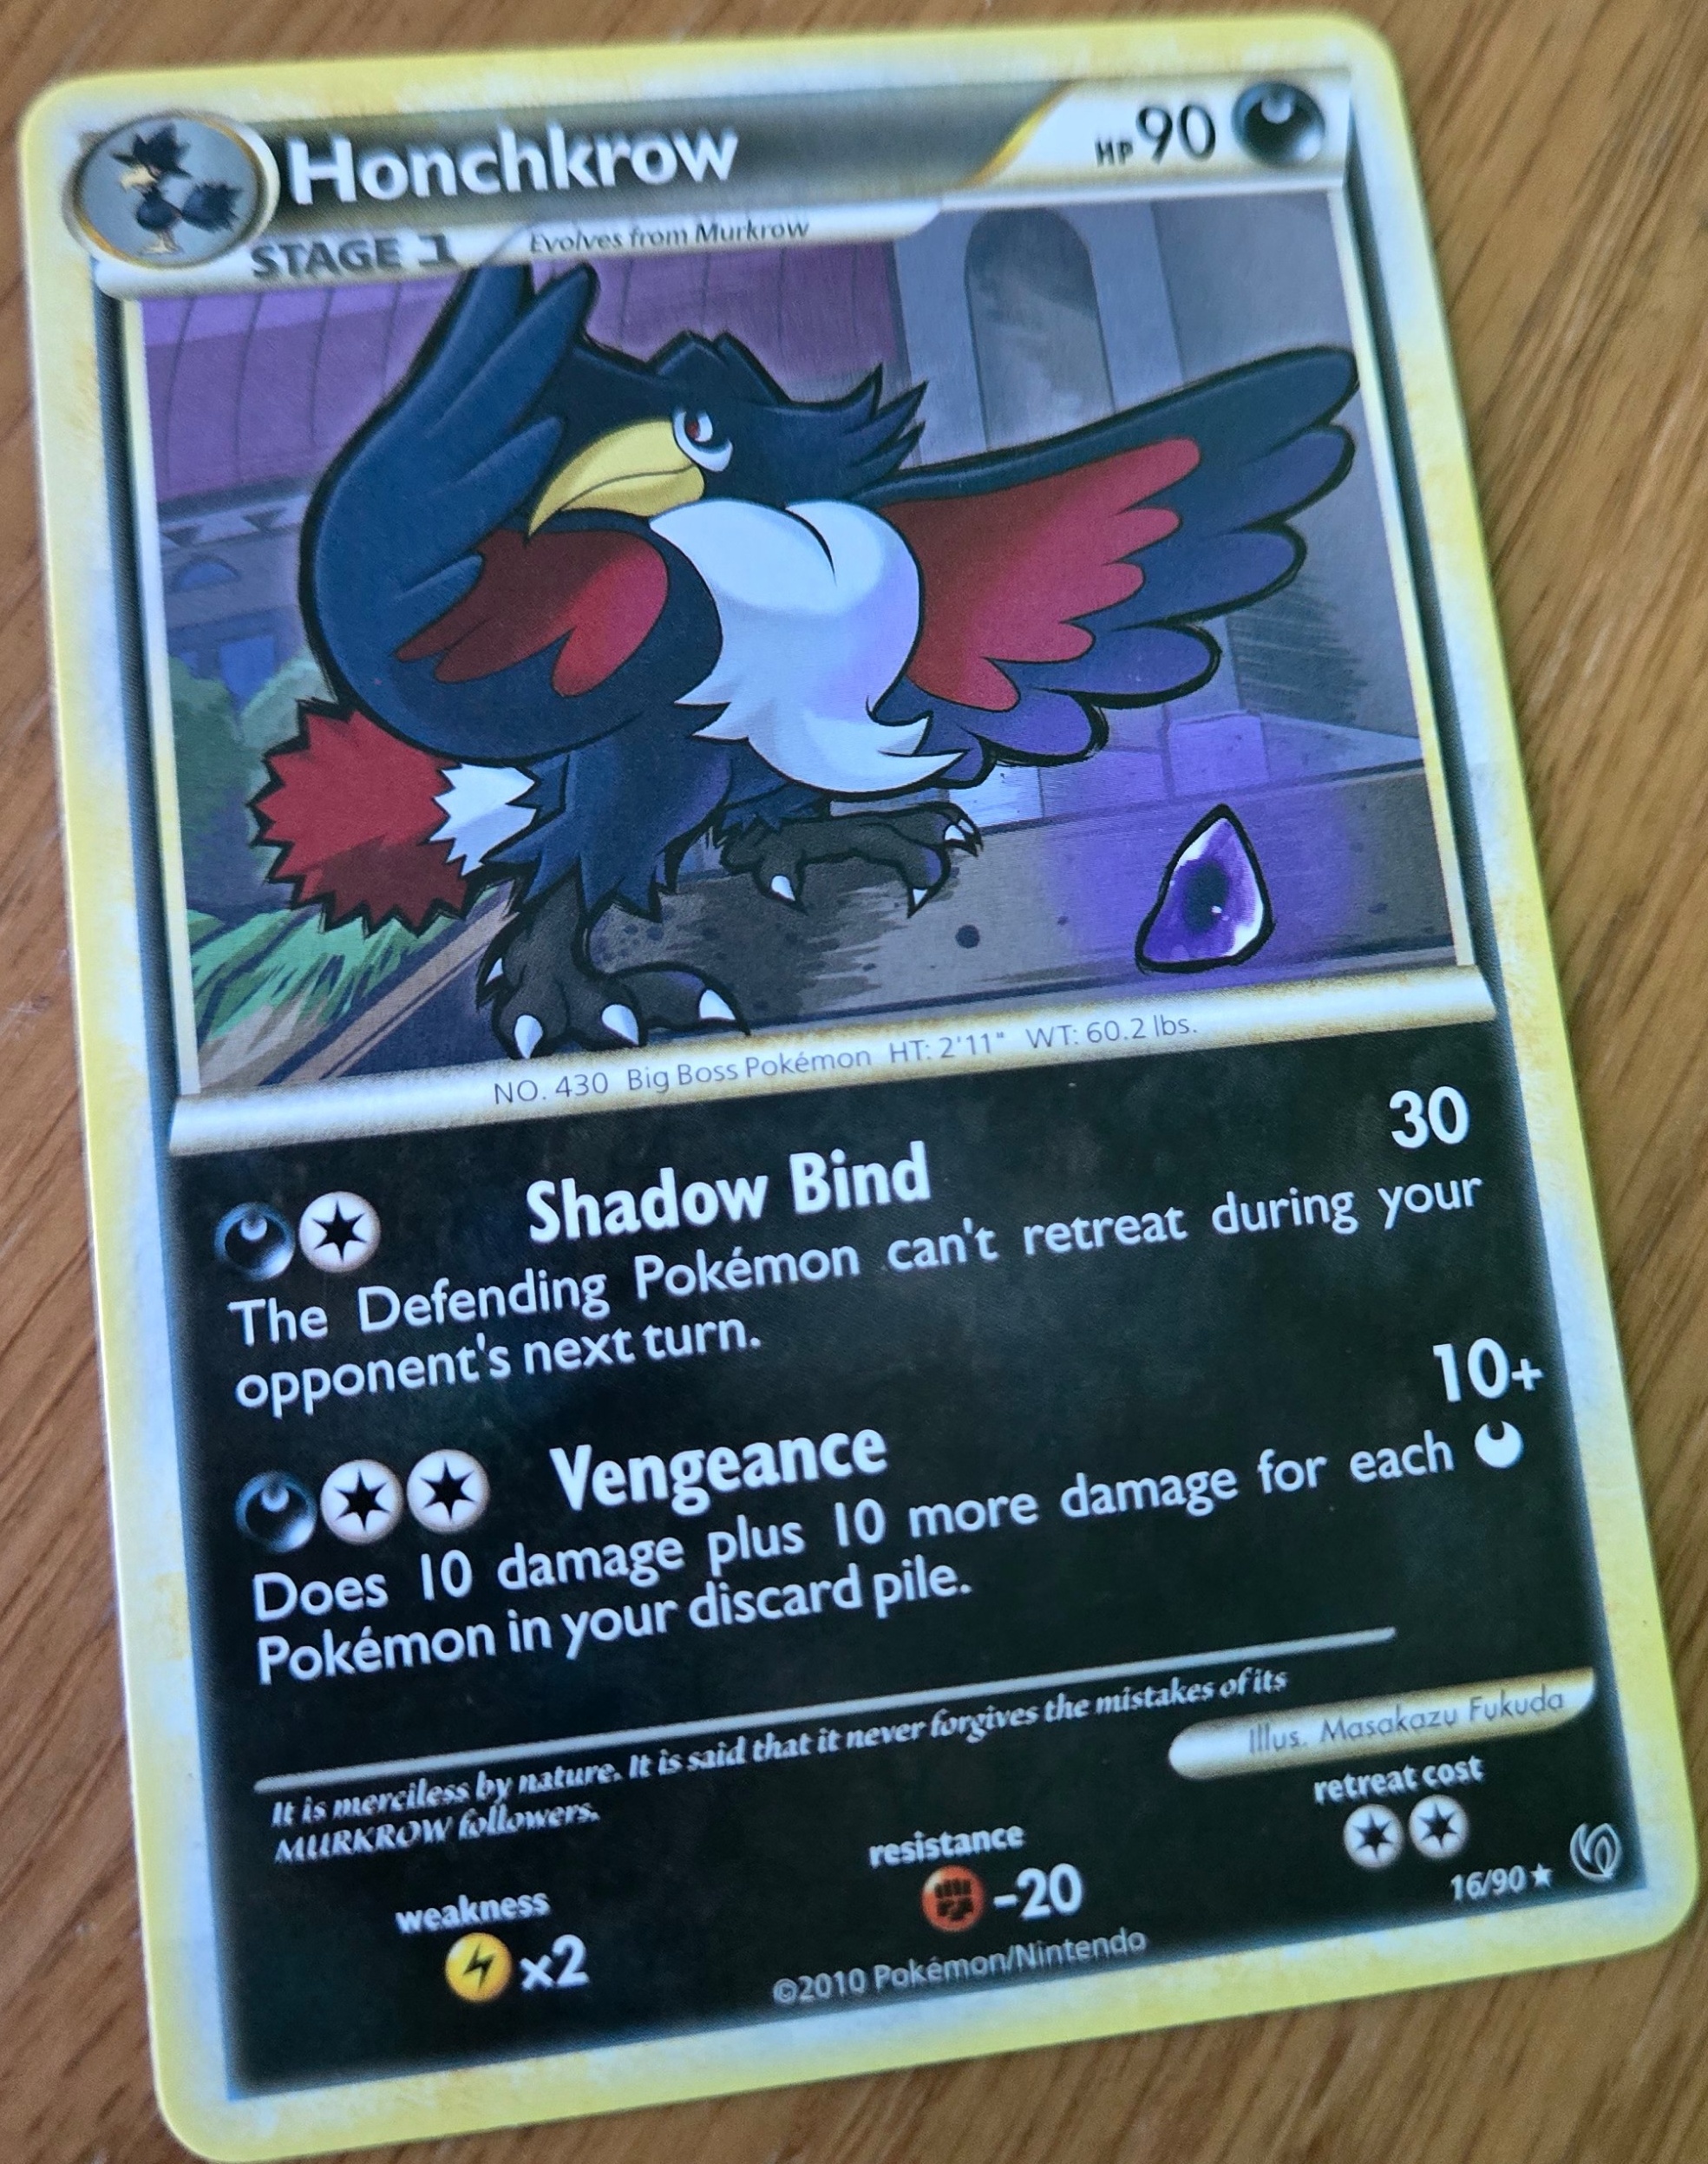 Honchkrow
HP 90
STAGE 1
Evolves from Murkrow
NO. 430 Big Boss Pokémon HT: 2'11" WT: 60.2 lbs.
Shadow Bind 30
The Defending Pokémon can't retreat during your
opponent's next turn.
Vengeance 10+
Does 10 damage plus 10 more damage for each
Pokémon in your discard pile.
It is merciless by nature. It is said that it never forgives the mistakes of its
MURKROW followers.
Illus. Masakazu Fukuda
weakness
x2
resistance
-20
retreat cost
16/90 ★
©2010 Pokémon/Nintendo